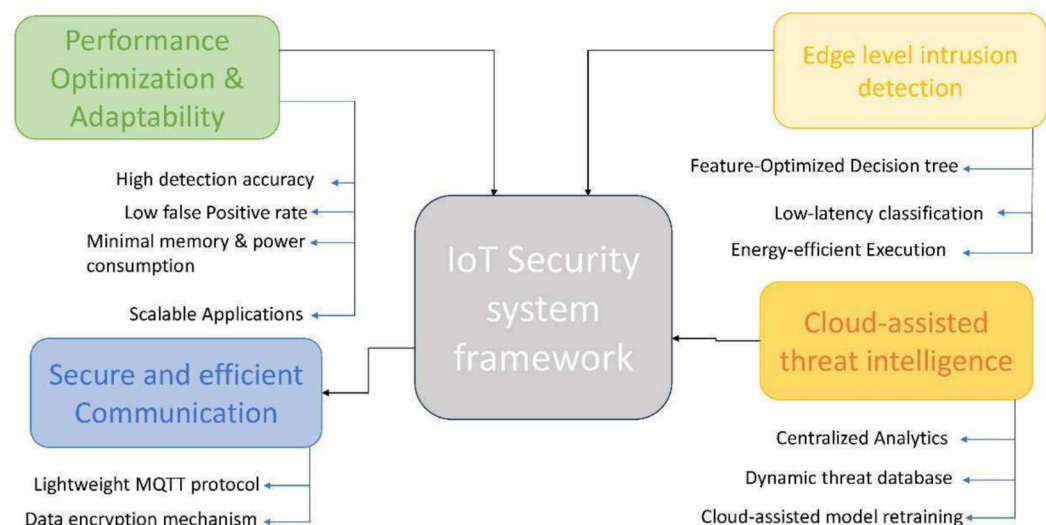 Performance
Optimization &
Adaptability
High detection accuracy
Low false Positive rate
Minimal memory & power
consumption
Scalable Applications
Secure and efficient
Communication
Lightweight MQTT protocol
Data encryption mechanism
IoT Security
system
framework
Edge level intrusion
detection
Feature-Optimized Decision tree
Low-latency classification
Energy-efficient Execution
Cloud-assisted
threat intelligence
Centralized Analytics
Dynamic threat database
Cloud-assisted model retraining